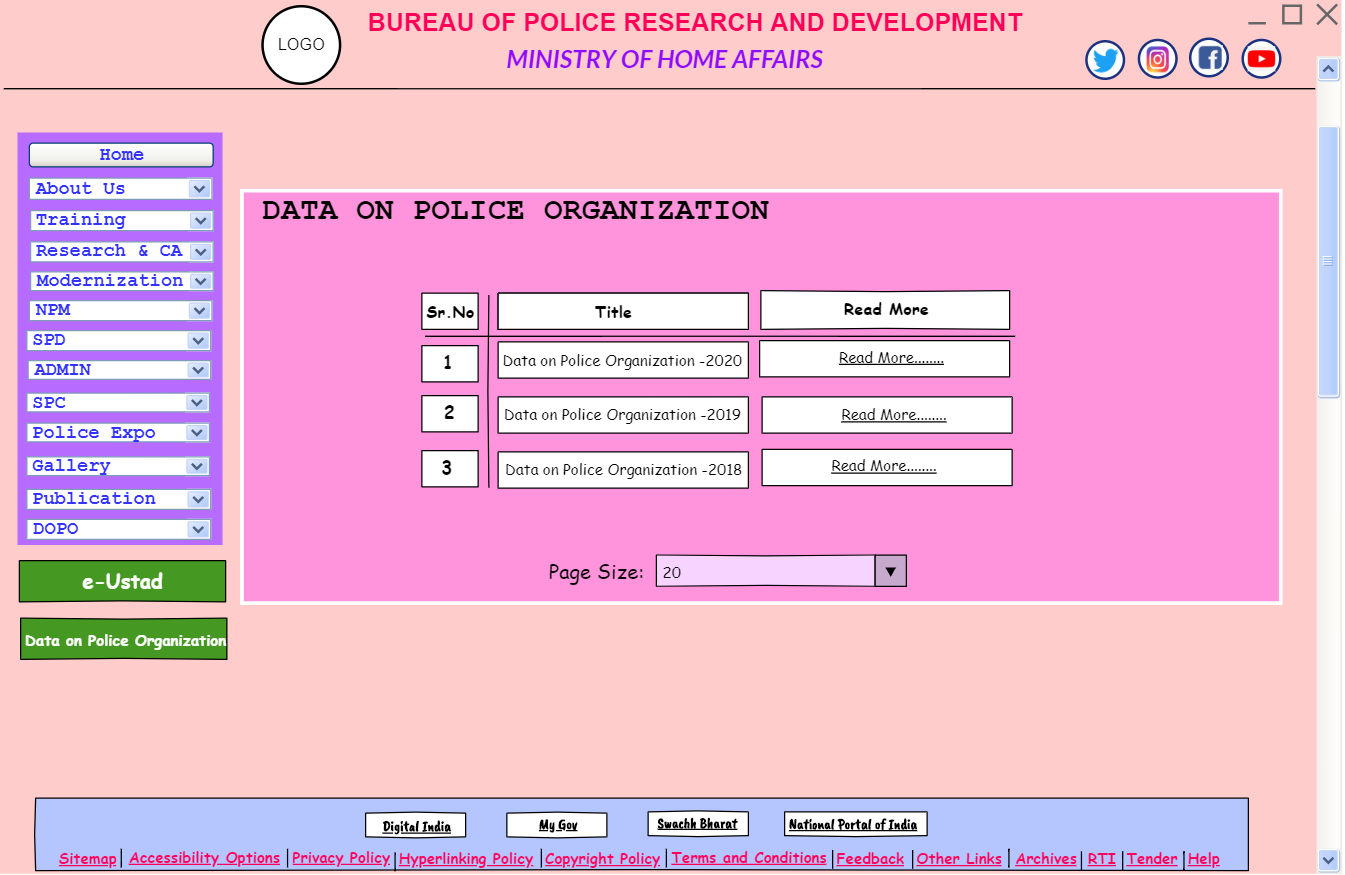 LOGO
BUREAU OF POLICE RESEARCH AND DEVELOPMENT
MINISTRY OF HOME AFFAIRS
Home
About Us
Training
Research & CA
Modernization
NPM
SPD
ADMIN
SPC
Police Expo
Gallery
Publication
DOPO
e-Ustad
Data on Police Organization
DATA ON POLICE ORGANIZATION
Sr.No Title Read More
1 Data on Police Organization -2020 Read More........
2 Data on Police Organization -2019 Read More........
3 Data on Police Organization -2018 Read More........
Page Size: 20
Digital India My Gov Swachh Bharat National Portal of India
Sitemap| Accessibility Options |Privacy Policy|Hyperlinking Policy |Copyright Policy |Terms and Conditions |Feedback |Other Links | Archives| RTI |Tender |Help